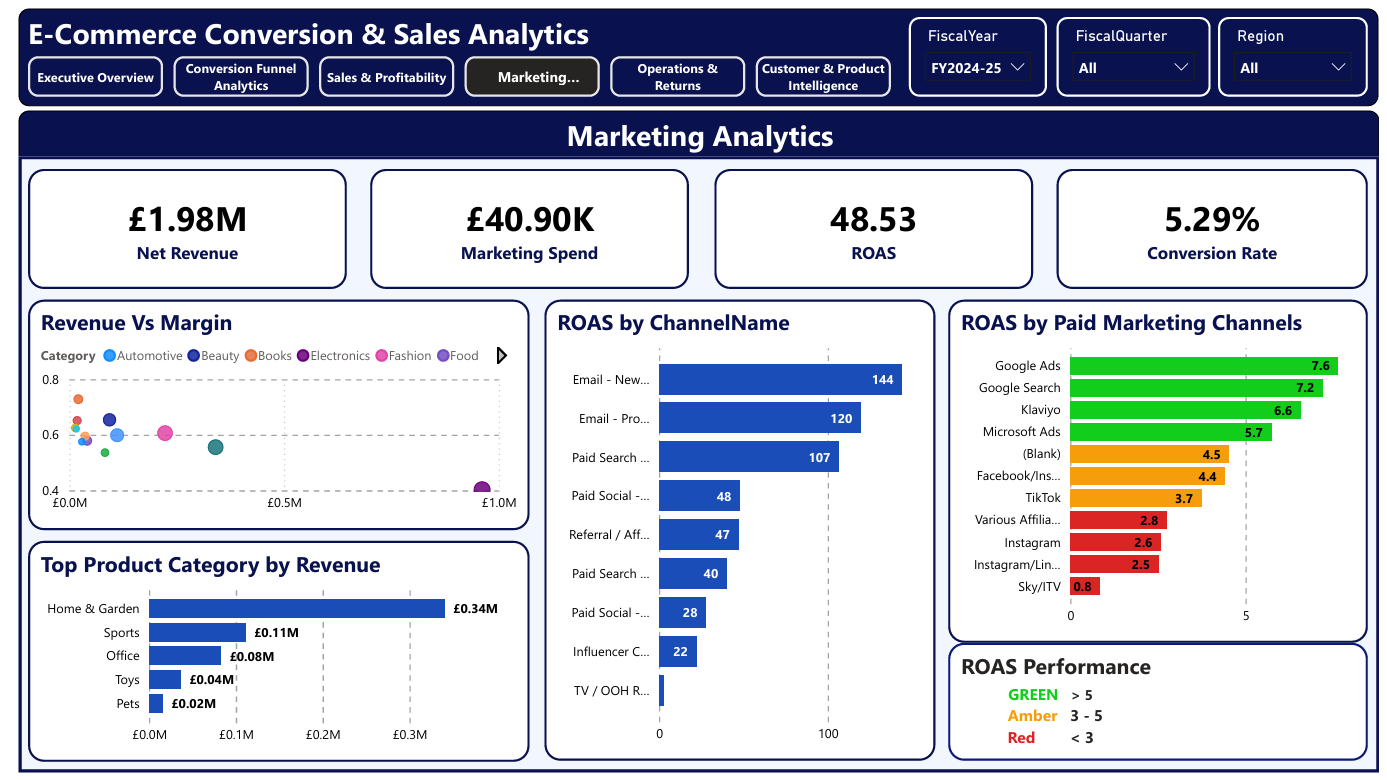 E-Commerce Conversion & Sales Analytics
Executive Overview
Conversion Funnel
Analytics
Sales & Profitability
Marketing...
Operations &
Returns
Customer & Product
Intelligence
FiscalYear
FY2024-25
FiscalQuarter
All
Region
All
Marketing Analytics
£1.98M
Net Revenue
£40.90K
Marketing Spend
48.53
ROAS
5.29%
Conversion Rate
Revenue Vs Margin
Category Automotive Beauty Books Electronics Fashion Food
0.8
0.6
0.4
£0.0M £0.5M £1.0M
Top Product Category by Revenue
Home & Garden £0.34M
Sports £0.11M
Office £0.08M
Toys £0.04M
Pets £0.02M
£0.0M £0.1M £0.2M £0.3M
ROAS by ChannelName
Email - New... 144
Email - Pro... 120
Paid Search ... 107
Paid Social -... 48
Referral / Aff... 47
Paid Search ... 40
Paid Social -... 28
Influencer C... 22
TV / OOH R...
0 100
ROAS by Paid Marketing Channels
Google Ads 7.6
Google Search 7.2
Klaviyo 6.6
Microsoft Ads 5.7
(Blank) 4.5
Facebook/Ins... 4.4
TikTok 3.7
Various Affilia... 2.8
Instagram 2.6
Instagram/Lin... 2.5
Sky/ITV 0.8
0 5
ROAS Performance
GREEN > 5
Amber 3 - 5
Red < 3